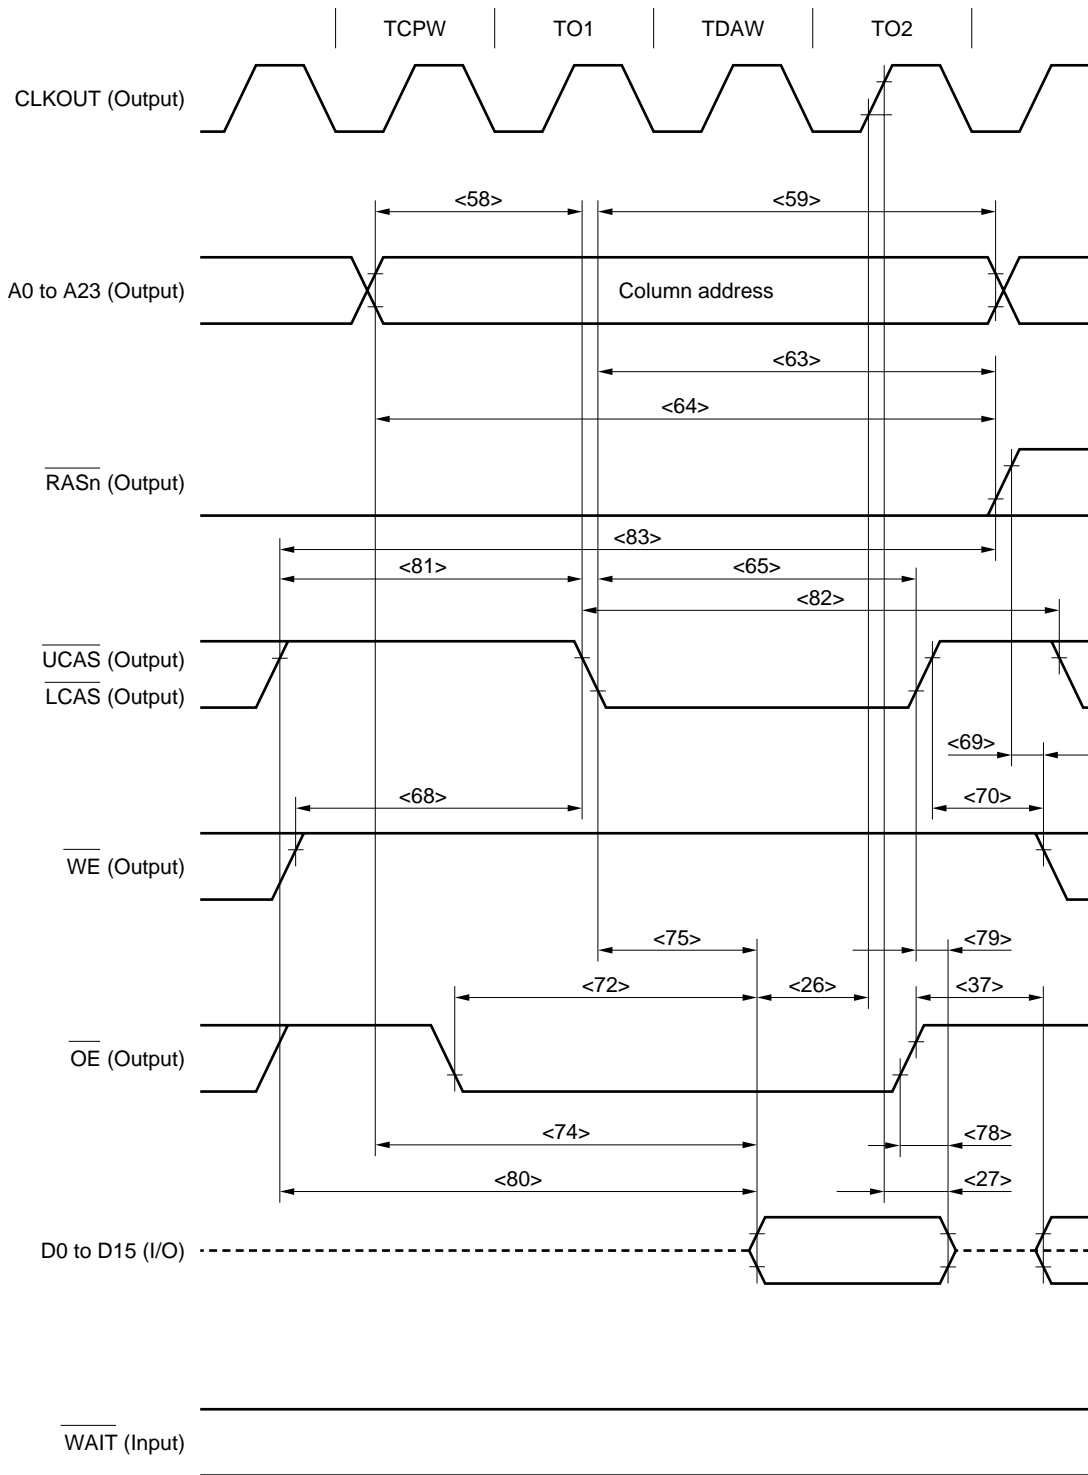 TCPW TO1 TDAW TO2
CLKOUT (Output)
<58> <59>
A0 to A23 (Output) Column address
<63>
<64>
RASn (Output)
<83>
<81> <65>
<82>
UCAS (Output)
LCAS (Output)
<69>
<68> <70>
WE (Output)
<75> <79>
<72> <26> <37>
OE (Output)
<74> <78>
<80> <27>
D0 to D15 (I/O)
WAIT (Input)